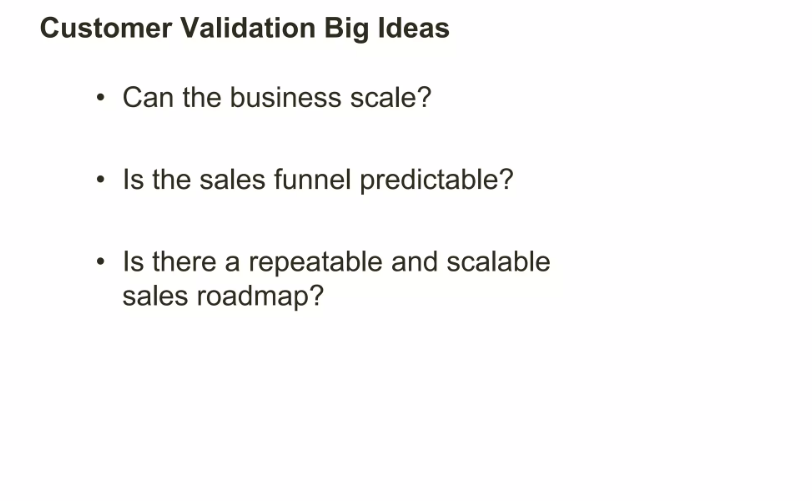 Customer Validation Big Ideas
• Can the business scale?
• Is the sales funnel predictable?
• Is there a repeatable and scalable
sales roadmap?